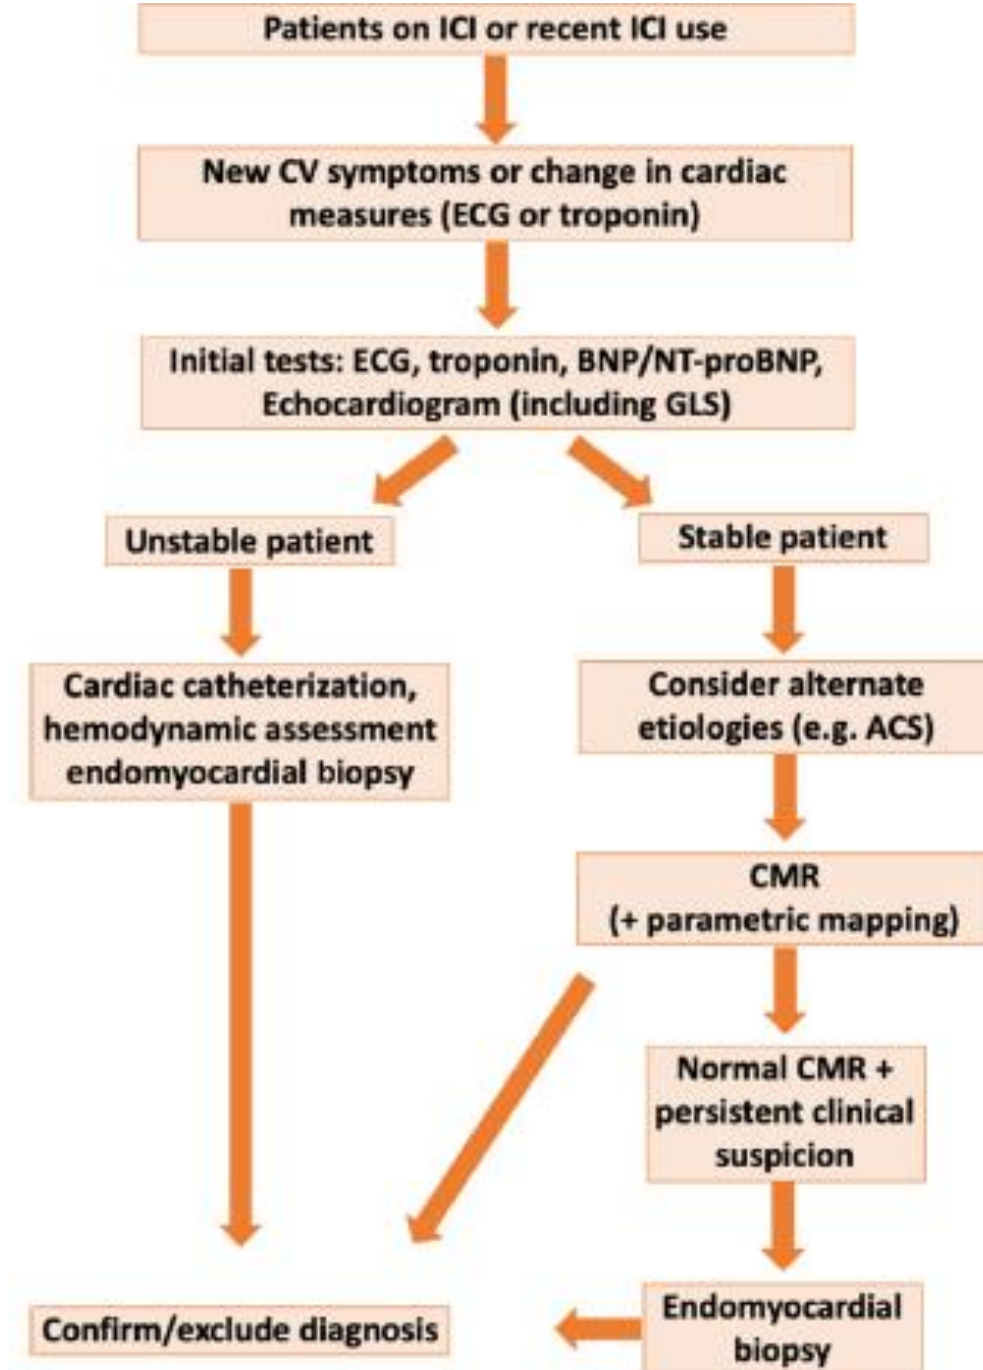 Patients on ICI or recent ICI use
New CV symptoms or change in cardiac
measures (ECG or troponin)
Initial tests: ECG, troponin, BNP/NT-proBNP,
Echocardiogram (including GLS)
Unstable patient
Stable patient
Cardiac catheterization,
hemodynamic assessment
endomyocardial biopsy
Consider alternate
etiologies (e.g. ACS)
CMR
(+ parametric mapping)
Normal CMR +
persistent clinical
suspicion
Endomyocardial
biopsy
Confirm/exclude diagnosis